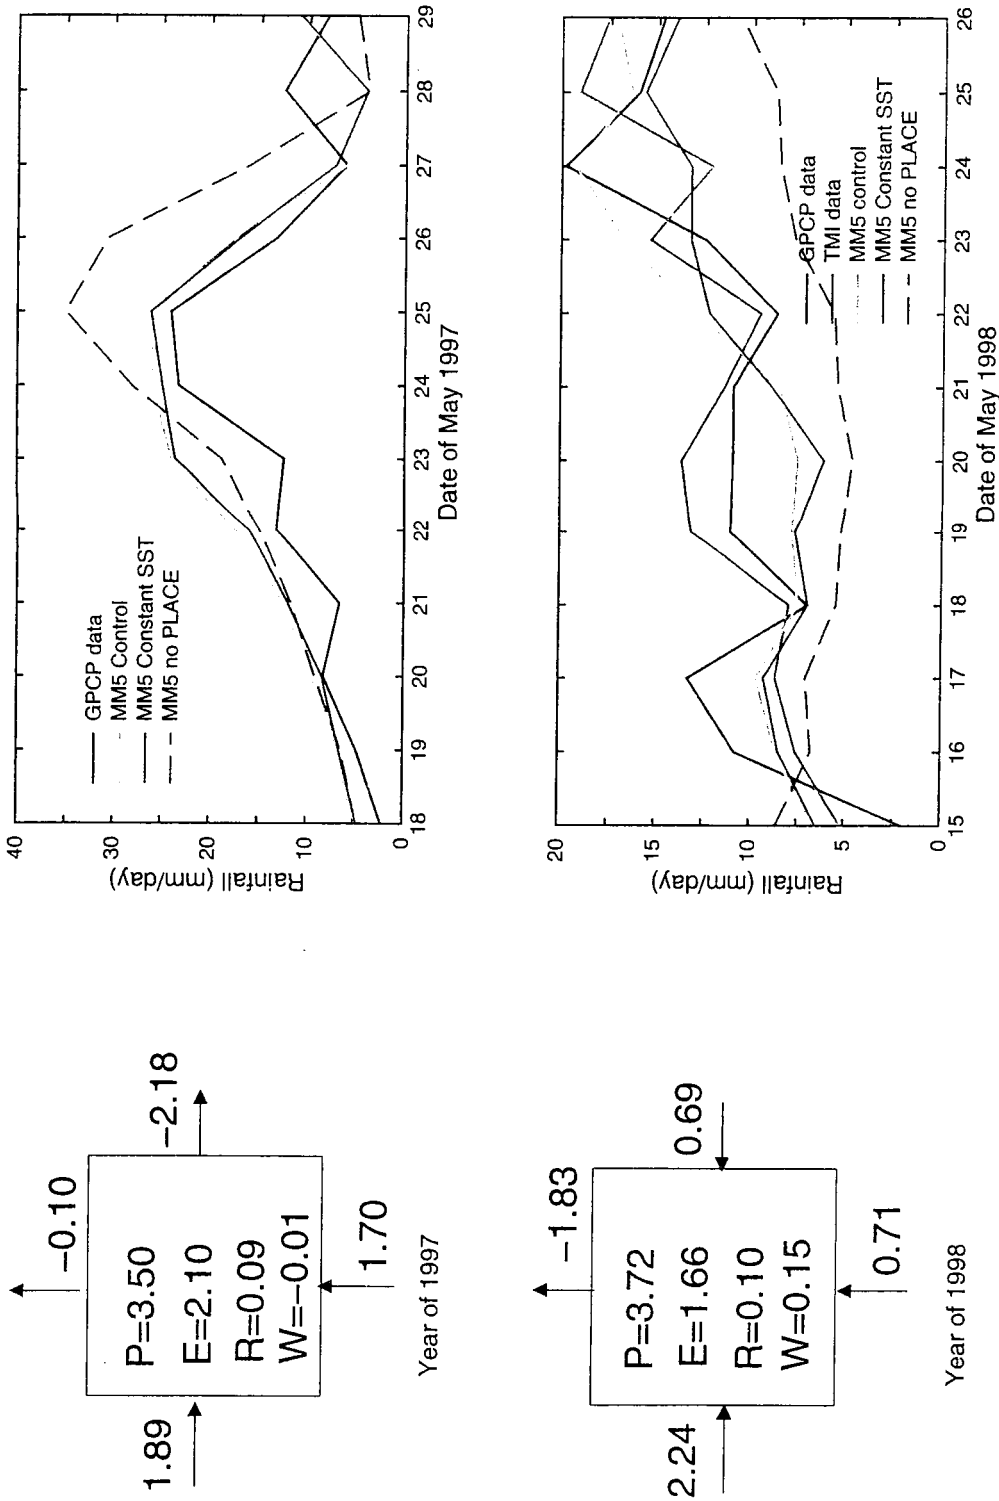 −0.10
1.89
−2.18
P=3.50
E=2.10
R=0.09
W=−0.01
1.70
Year of 1997
Rainfall (mm/day)
40
30
20
10
0
GPCP data
MM5 Control
MM5 Constant SST
MM5 no PLACE
18 19 20 21 22 23 24 25 26 27 28 29
Date of May 1997
−1.83
2.24
0.69
P=3.72
E=1.66
R=0.10
W=0.15
0.71
Year of 1998
Rainfall (mm/day)
20
15
10
5
0
GPCP data
TMI data
MM5 control
MM5 Constant SST
MM5 no PLACE
15 16 17 18 19 20 21 22 23 24 25 26
Date of May 1998